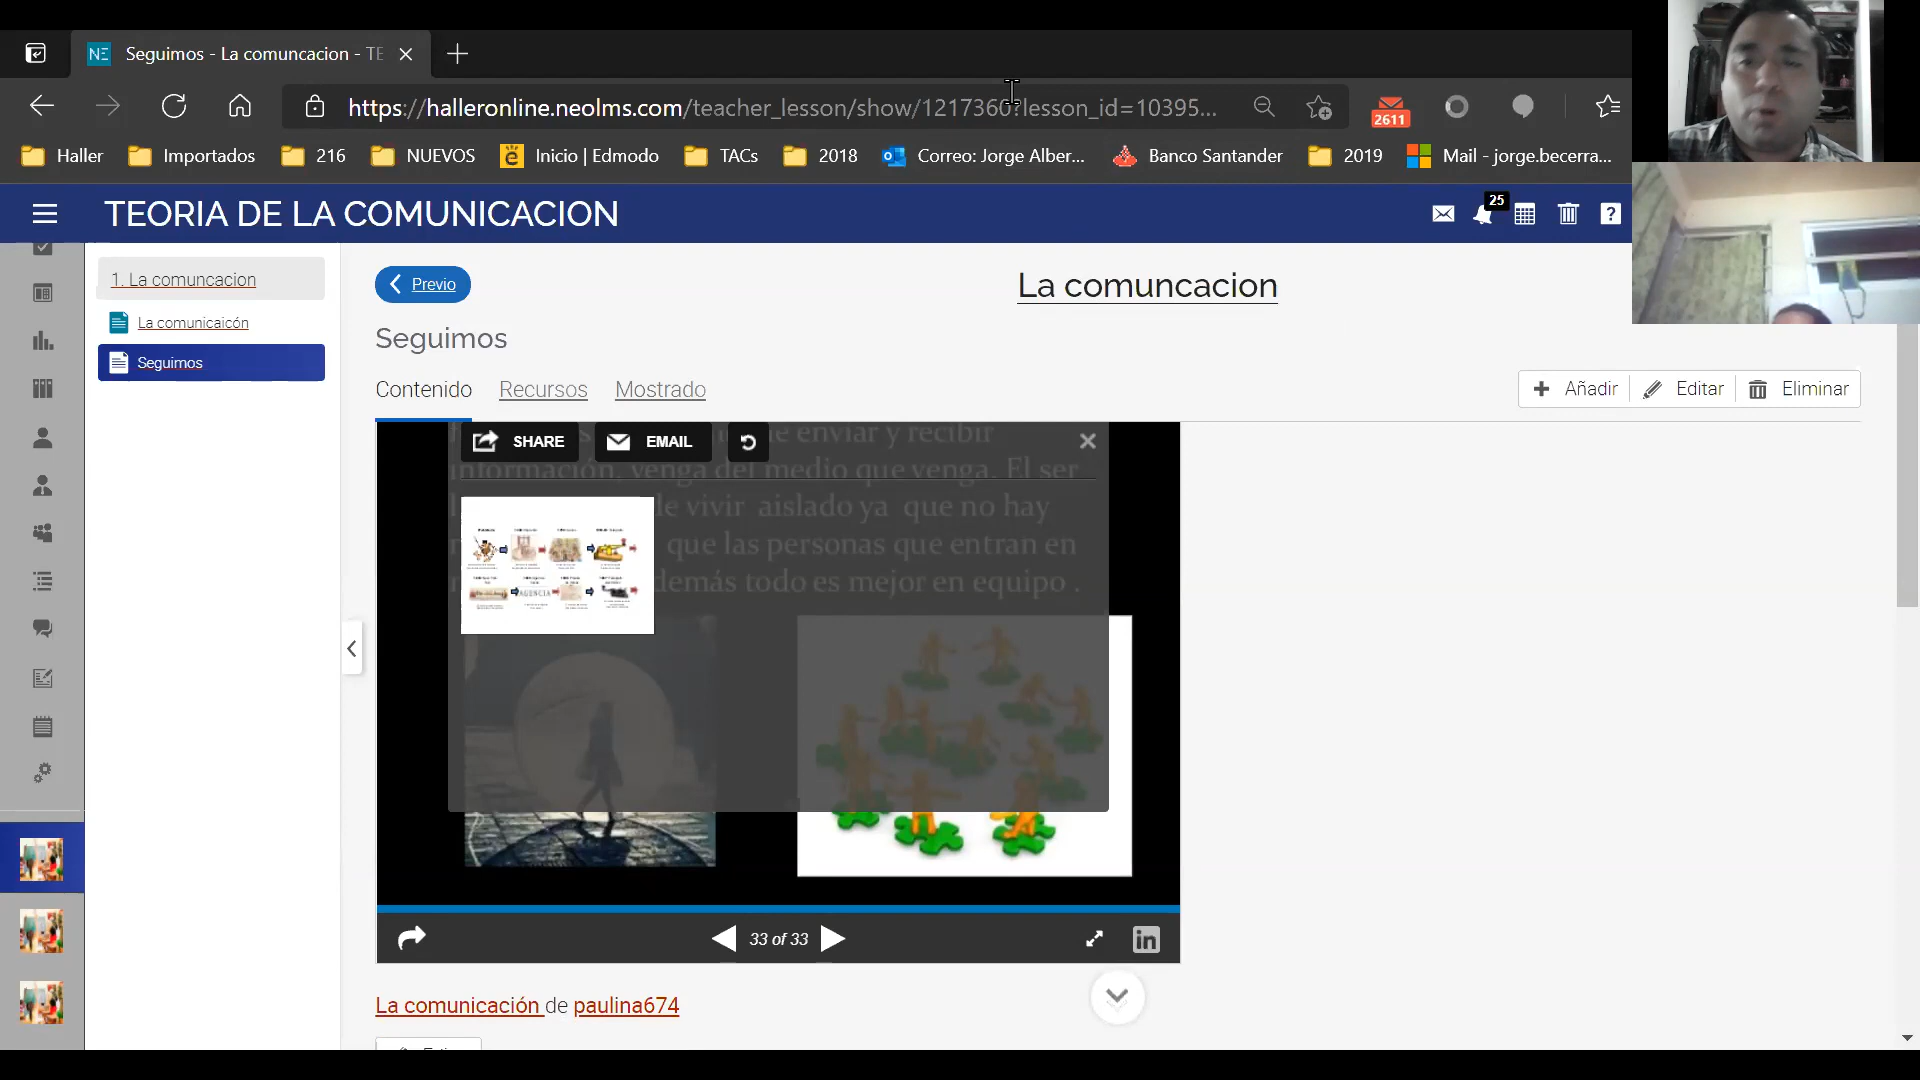 Seguimos - La comuncacion - TE
https://halleronline.neolms.com/teacher_lesson/show/1217360?lesson_id=10395...
2611
Haller
Importados
216
NUEVOS
Inicio | Edmodo
TACs
2018
Correo: Jorge Alber...
Banco Santander
2019
Mail - jorge.becerra...
TEORIA DE LA COMUNICACION
25
1. La comuncacion
La comunicaicón
Seguimos
Previo
La comuncacion
Seguimos
Contenido Recursos Mostrado
Añadir Editar Eliminar
SHARE EMAIL
enviar y recibir
información, venga del medio que venga. El ser
vivir aislado ya que no hay
que las personas que entran en
demás todo es mejor en equipo .
AGENCIA
33 of 33
in
La comunicación de paulina674